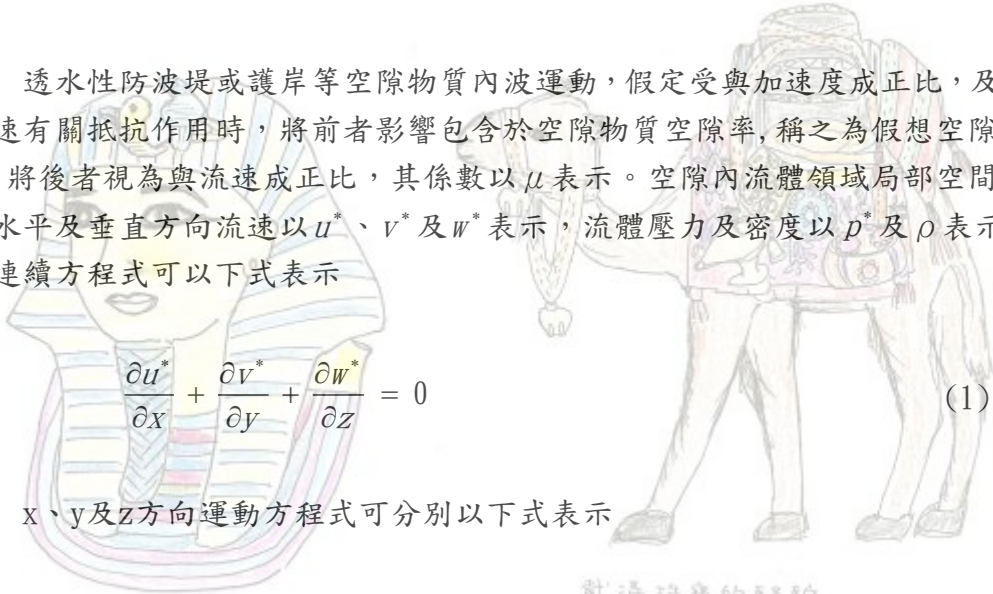 透水性防波堤或護岸等空隙物質內波運動，假定受與加速度成正比，及
速有關抵抗作用時，將前者影響包含於空隙物質空隙率,稱之為假想空隙
將後者視為與流速成正比，其係數以μ表示。空隙內流體領域局部空間
水平及垂直方向流速以u*、v*及w*表示，流體壓力及密度以p*及ρ表示
連續方程式可以下式表示
∂u*/∂x + ∂v*/∂y + ∂w*/∂z = 0 (1)
x、y及z方向運動方程式可分別以下式表示